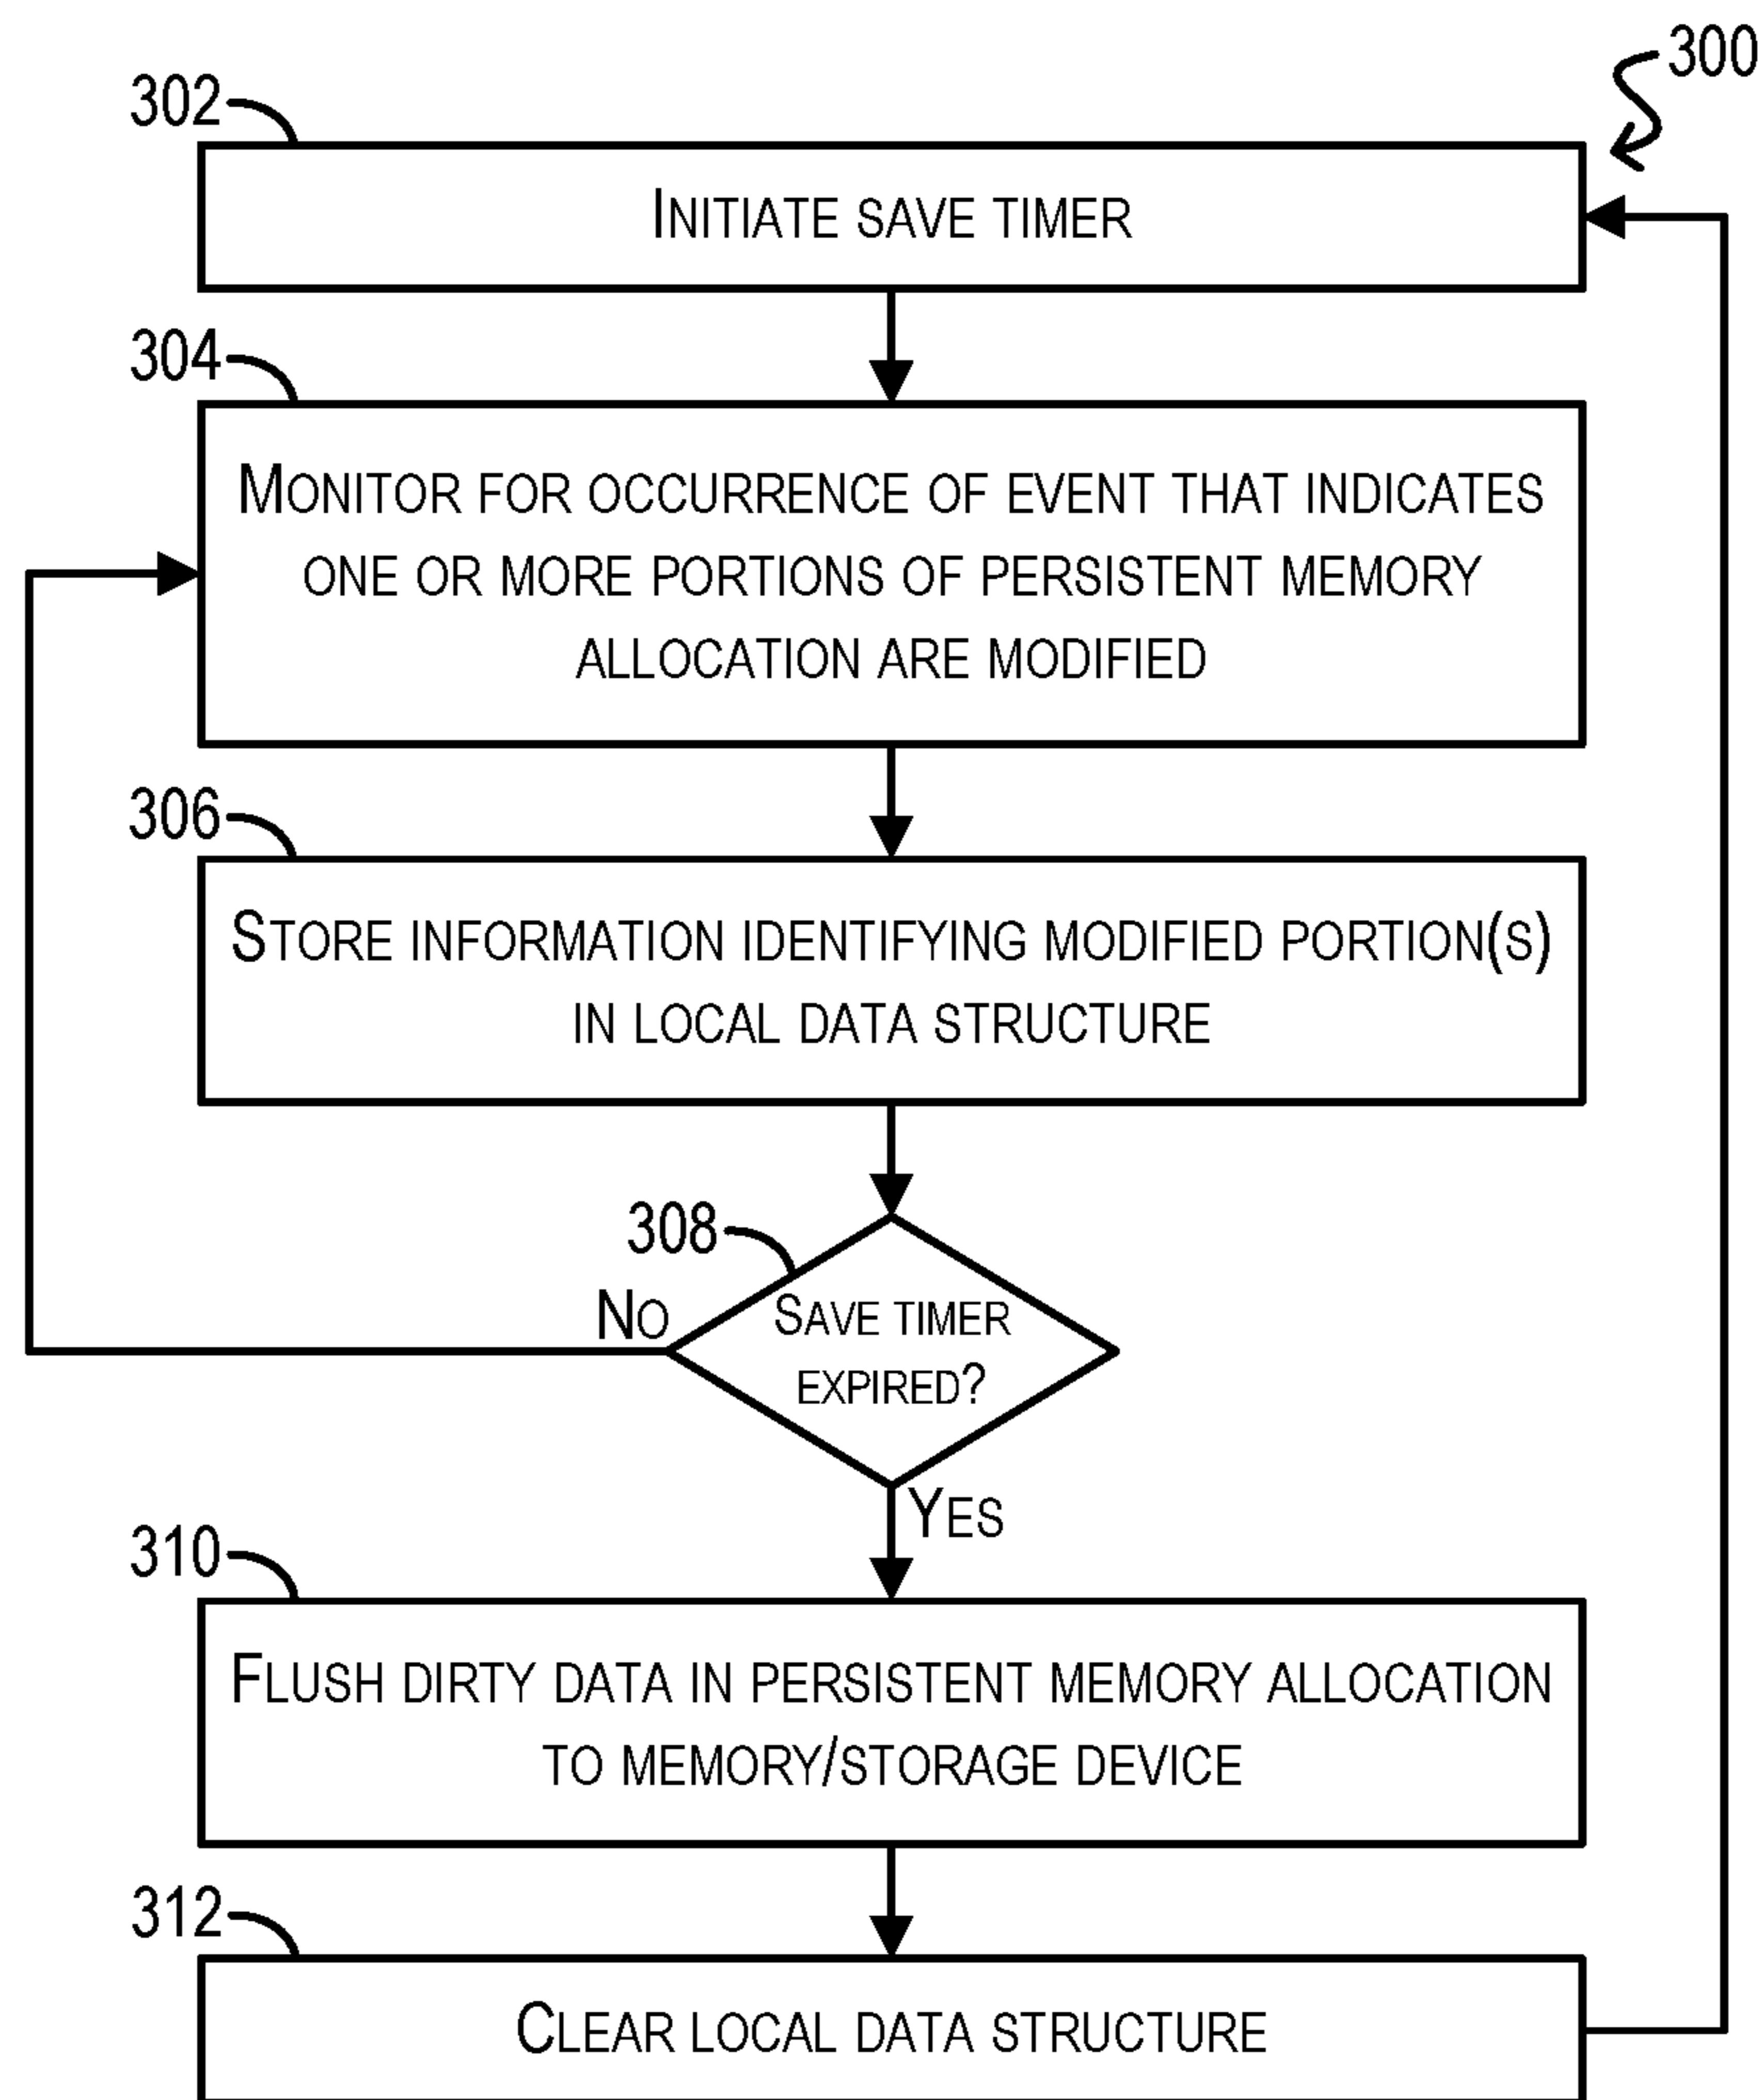 300
302
INITIATE SAVE TIMER
304
MONITOR FOR OCCURRENCE OF EVENT THAT INDICATES
ONE OR MORE PORTIONS OF PERSISTENT MEMORY
ALLOCATION ARE MODIFIED
306
STORE INFORMATION IDENTIFYING MODIFIED PORTION(S)
IN LOCAL DATA STRUCTURE
308
NO
SAVE TIMER
EXPIRED?
YES
310
FLUSH DIRTY DATA IN PERSISTENT MEMORY ALLOCATION
TO MEMORY/STORAGE DEVICE
312
CLEAR LOCAL DATA STRUCTURE